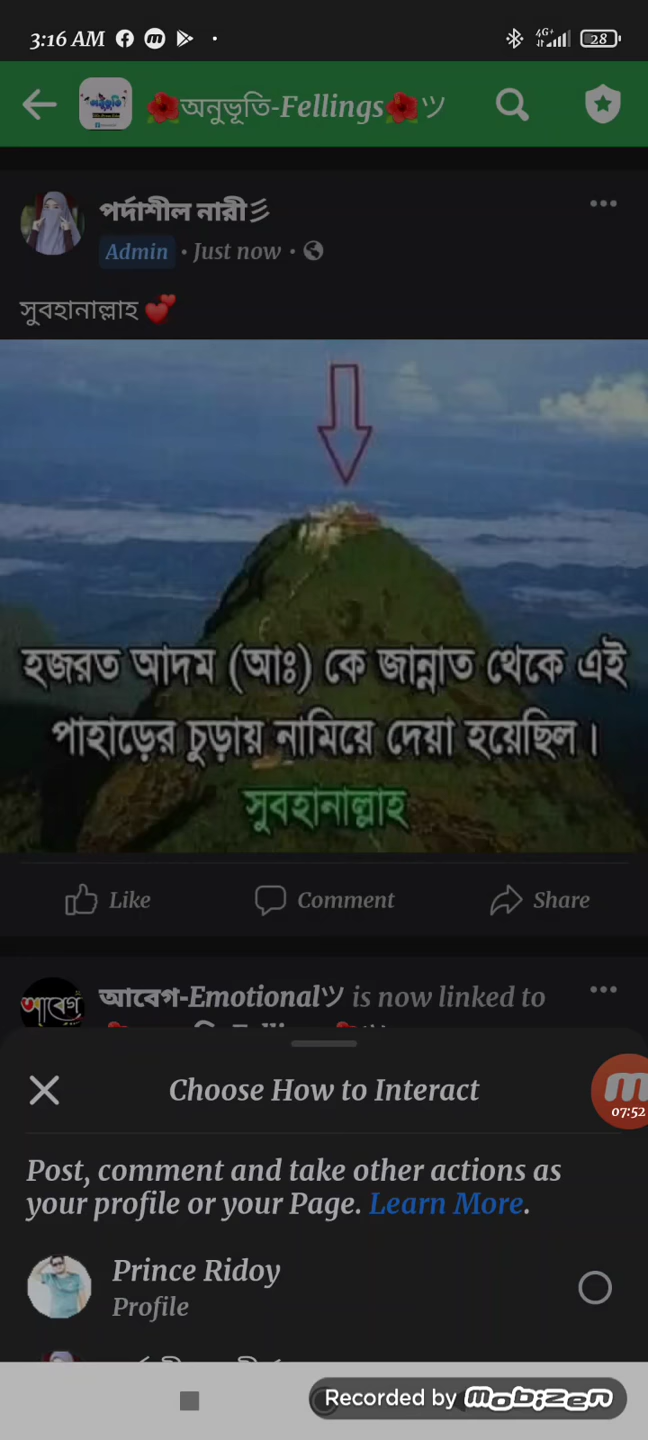 3:16 AM
4G+
28
🌺অনুভূতি-Fellings🌺ツ
পর্দাশীল নারী彡
Admin · Just now ·
সুবহানাল্লাহ 💕
হজরত আদম (আঃ) কে জান্নাত থেকে এই
পাহাড়ের চুড়ায় নামিয়ে দেয়া হয়েছিল।
সুবহানাল্লাহ
Like
Comment
Share
আবেগ
আবেগ-Emotionalツ is now linked to
Choose How to Interact
07:52
Post, comment and take other actions as
your profile or your Page. Learn More.
Prince Ridoy
Profile
Recorded by mobizen